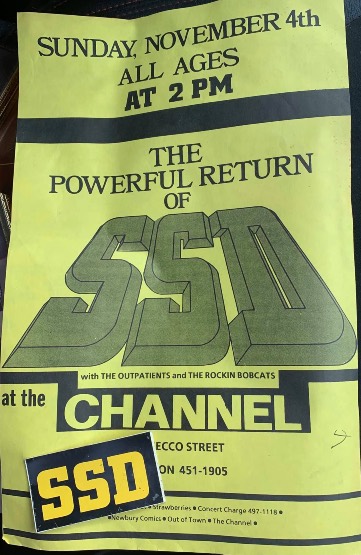 SUNDAY, NOVEMBER 4th
ALL AGES
AT 2 PM
THE
POWERFUL RETURN
OF
SSD
with THE OUTPATIENTS and THE ROCKIN BOBCATS
at the
CHANNEL
ECCO STREET
ON 451-1905
SSD
Strawberries • Concert Charge 497-1118 •
•Newbury Comics • Out of Town • The Channel •